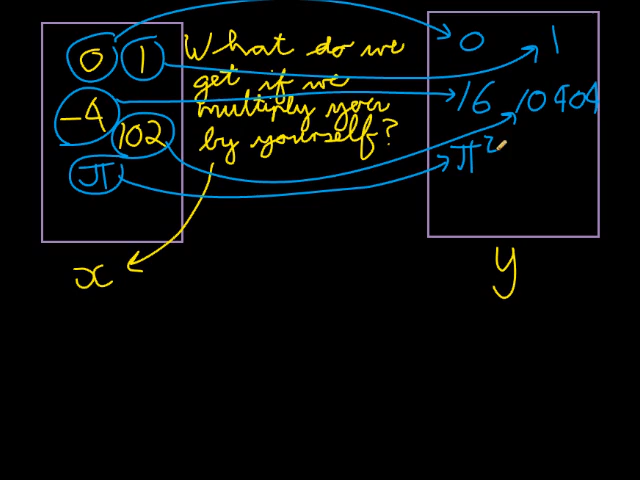 0 1
-4
102
π
What do we
get if we
multiply you
by yourself?
0 1
16 10404
π²
x
y